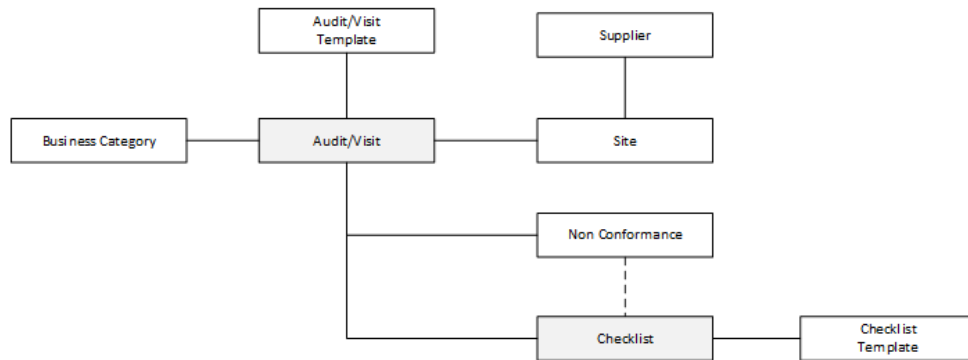 Audit/Visit
Template
Supplier
Business Category
Audit/Visit
Site
Non Conformance
Checklist
Checklist
Template